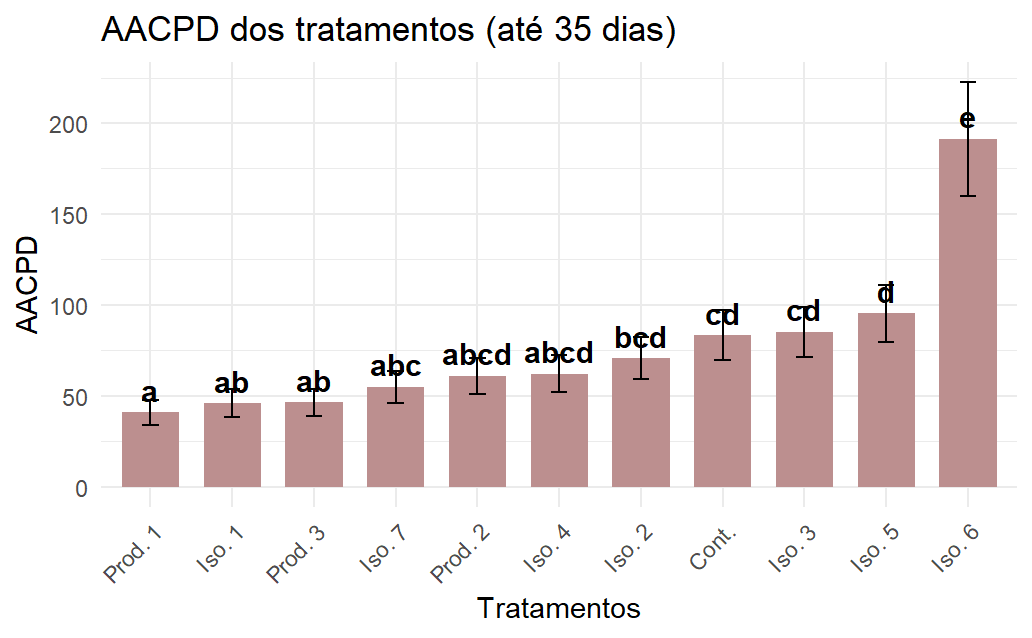 AACPD dos tratamentos (até 35 dias)
AACPD
200
150
100
50
0
a
ab
ab
abc
abcd
abcd
bcd
cd
cd
d
e
Prod. 1
Iso. 1
Prod. 3
Iso. 7
Prod. 2
Iso. 4
Iso. 2
Cont.
Iso. 3
Iso. 5
Iso. 6
Tratamentos